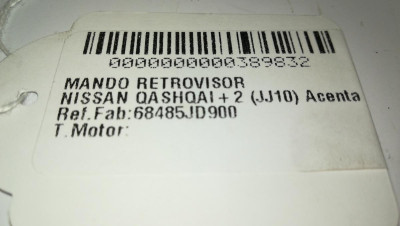 0000000000389832
MANDO RETROVISOR
NISSAN QASHQAI+2 (JJ10) Acenta
Ref.Fab:68485JD900
T.Motor: